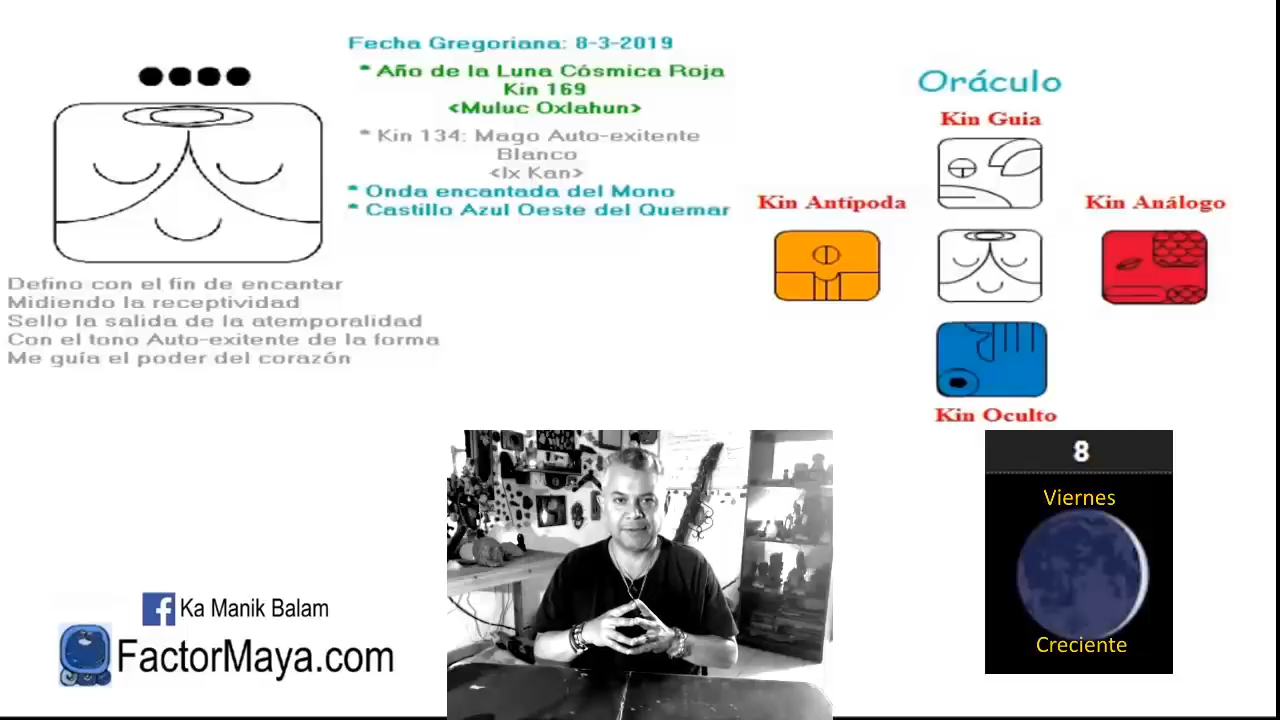 Fecha Gregoriana: 8-3-2019
* Año de la Luna Cósmica Roja
Kin 169
<Muluc Oxlahun>
* Kin 134: Mago Auto-exitente
Blanco
<Ix Kan>
* Onda encantada del Mono
* Castillo Azul Oeste del Quemar
Defino con el fin de encantar
Midiendo la receptividad
Sello la salida de la atemporalidad
Con el tono Auto-exitente de la forma
Me guía el poder del corazón
Oráculo
Kin Guia
Kin Antípoda
Kin Análogo
Kin Oculto
8
Viernes
Creciente
f Ka Manik Balam
FactorMaya.com